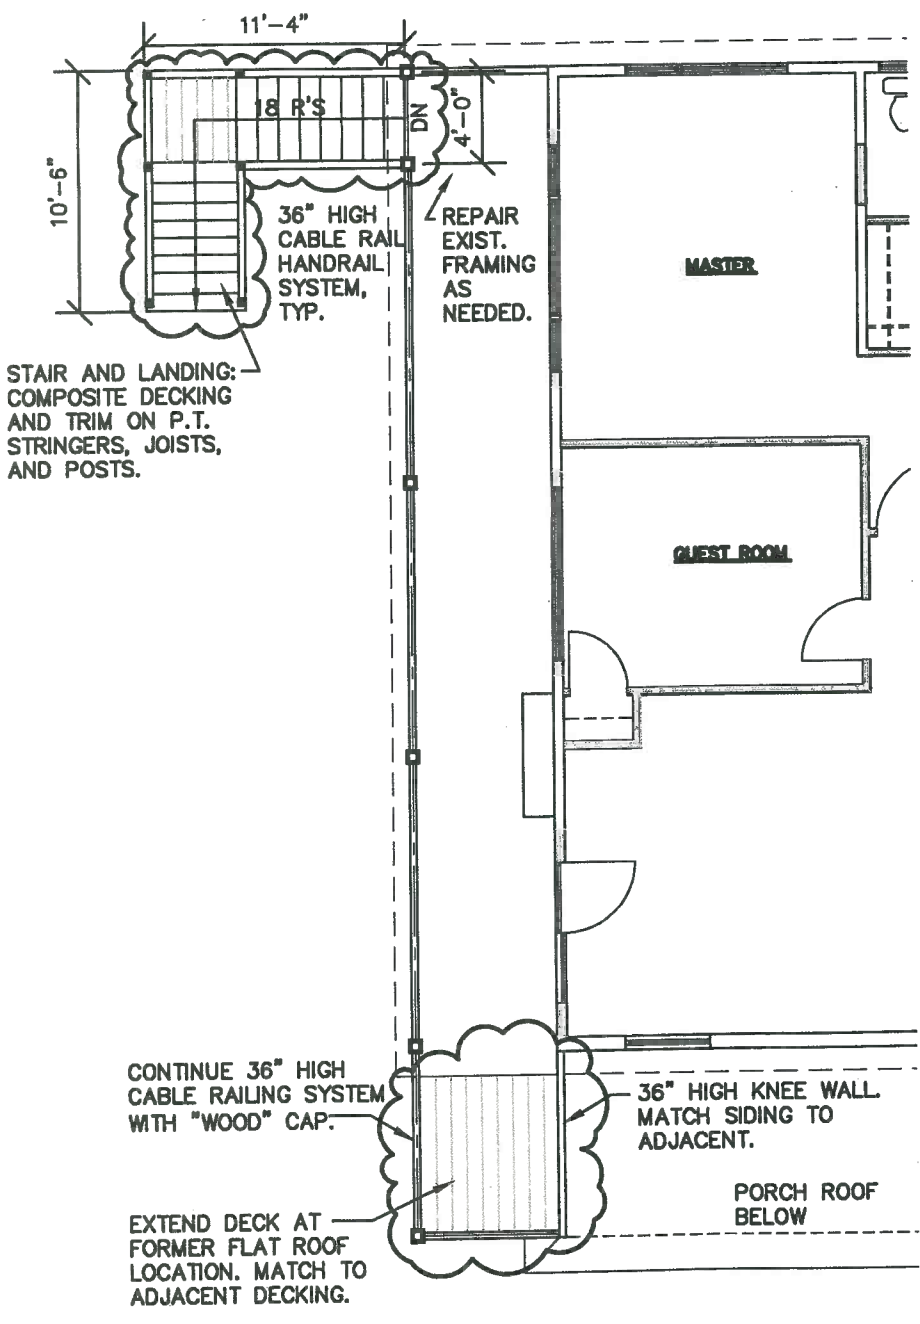 11'-4"
18 R'S
DN
4'-0"
10'-6"
36" HIGH
CABLE RAIL
HANDRAIL
SYSTEM,
TYP.
REPAIR
EXIST.
FRAMING
AS
NEEDED.
MASTER
STAIR AND LANDING:
COMPOSITE DECKING
AND TRIM ON P.T.
STRINGERS, JOISTS,
AND POSTS.
GUEST ROOM
CONTINUE 36" HIGH
CABLE RAILING SYSTEM
WITH "WOOD" CAP.
36" HIGH KNEE WALL.
MATCH SIDING TO
ADJACENT.
PORCH ROOF
BELOW
EXTEND DECK AT
FORMER FLAT ROOF
LOCATION. MATCH TO
ADJACENT DECKING.